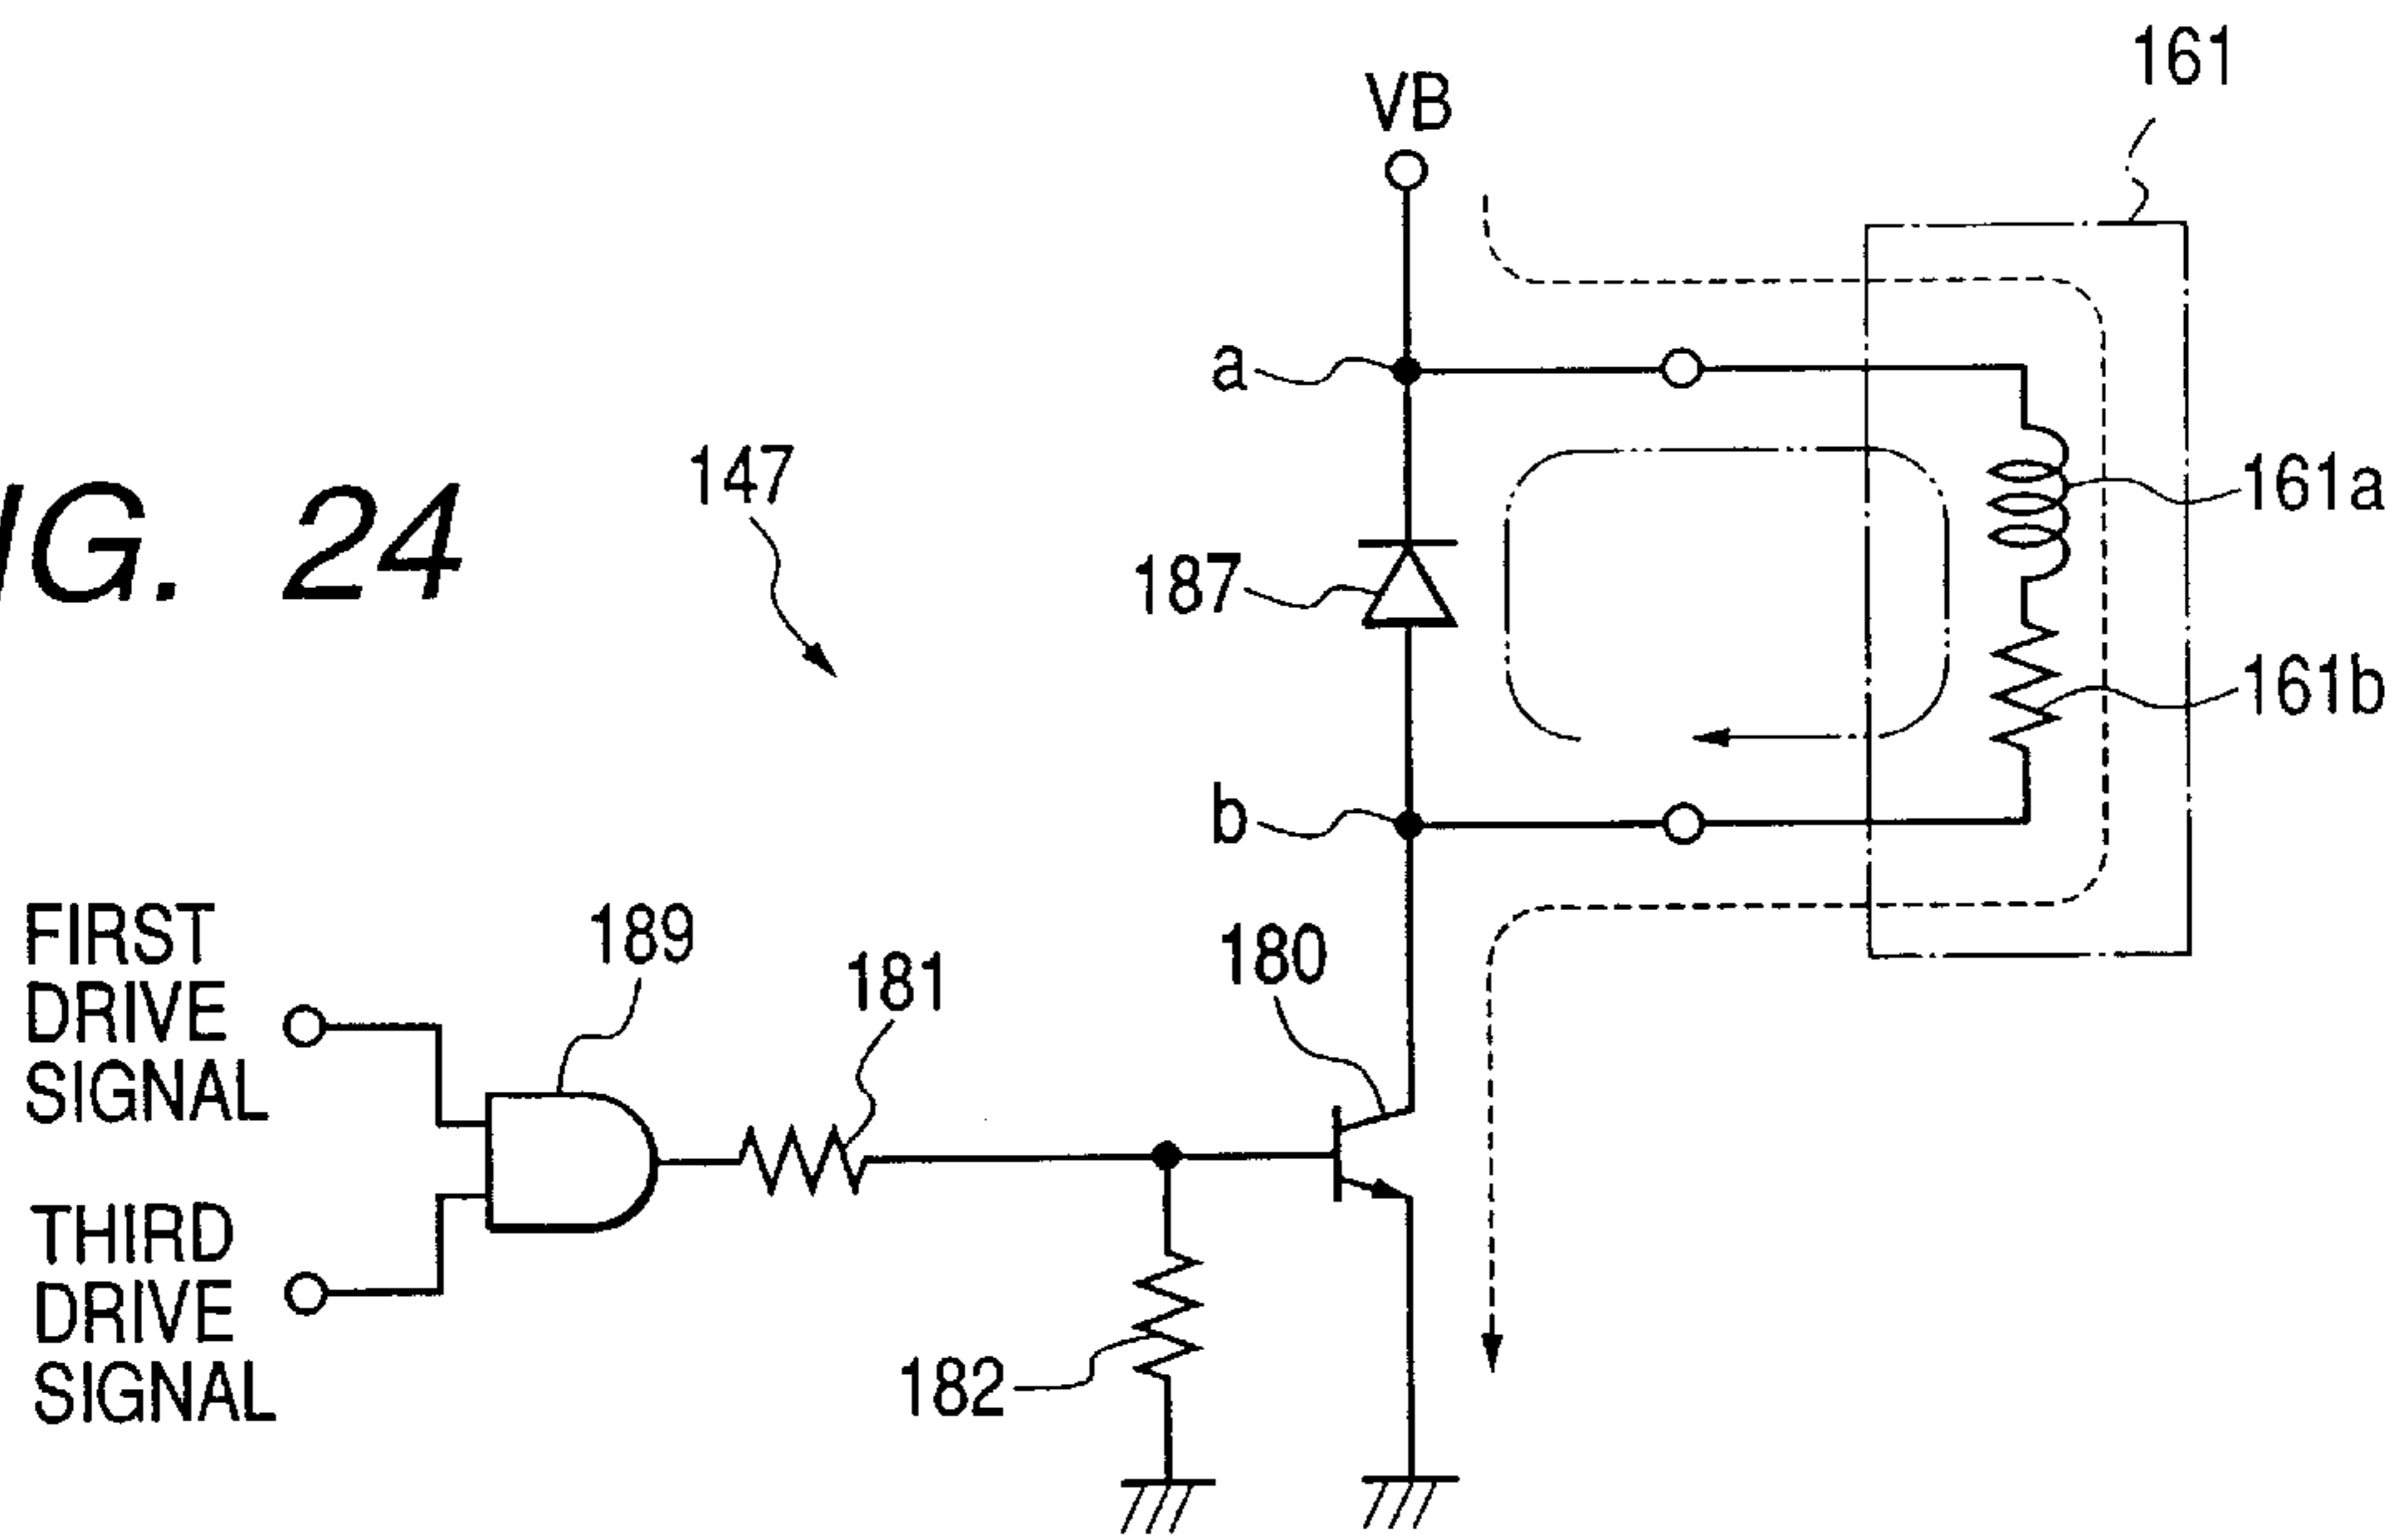 IG. 24
161
VB
a
147
161a
187
161b
b
FIRST
DRIVE
SIGNAL
189
181
180
THIRD
DRIVE
SIGNAL
182